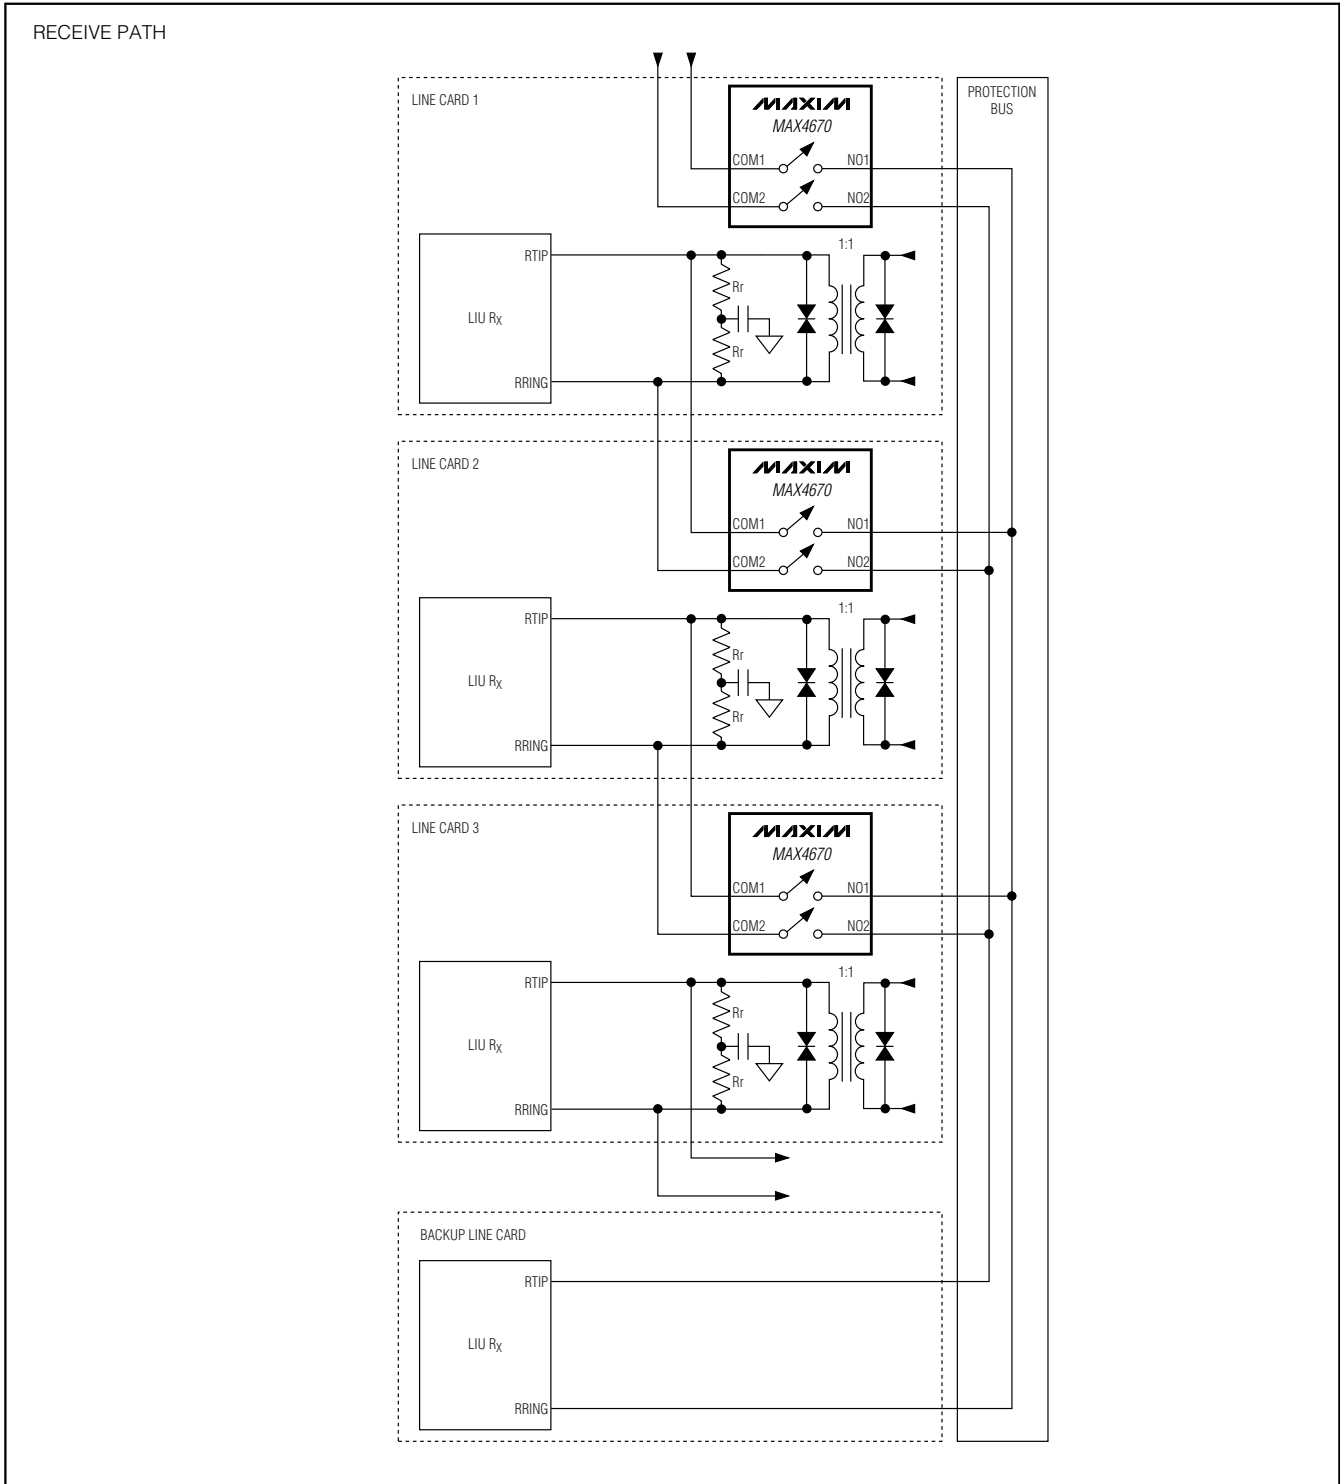 RECEIVE PATH
LINE CARD 1
MAXIM
MAX4670
COM1
NO1
COM2
NO2
PROTECTION
BUS
1:1
RTIP
Rr
LIU RX
Rr
RRING
LINE CARD 2
MAXIM
MAX4670
COM1
NO1
COM2
NO2
1:1
RTIP
Rr
LIU RX
Rr
RRING
LINE CARD 3
MAXIM
MAX4670
COM1
NO1
COM2
NO2
1:1
RTIP
Rr
LIU RX
Rr
RRING
BACKUP LINE CARD
RTIP
LIU RX
RRING